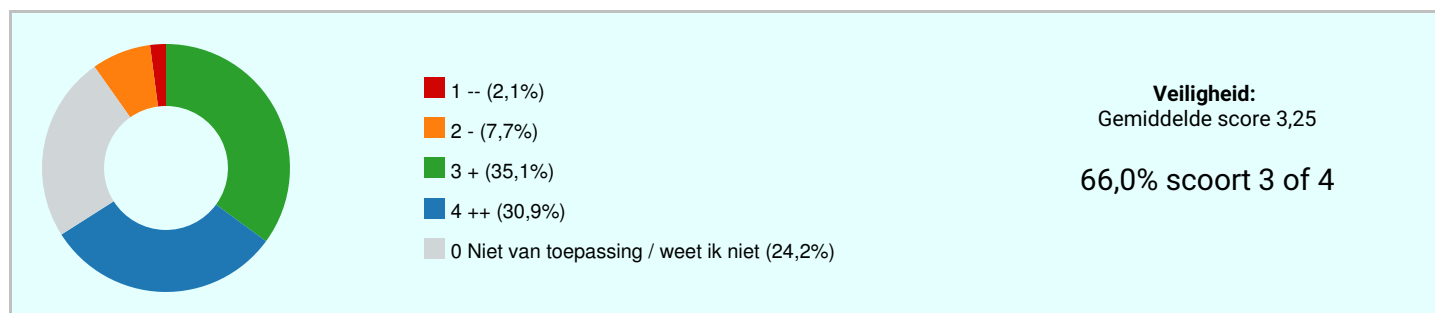 1 -- (2,1%)
2 - (7,7%)
3 + (35,1%)
4 ++ (30,9%)
0 Niet van toepassing / weet ik niet (24,2%)
Veiligheid:
Gemiddelde score 3,25
66,0% scoort 3 of 4